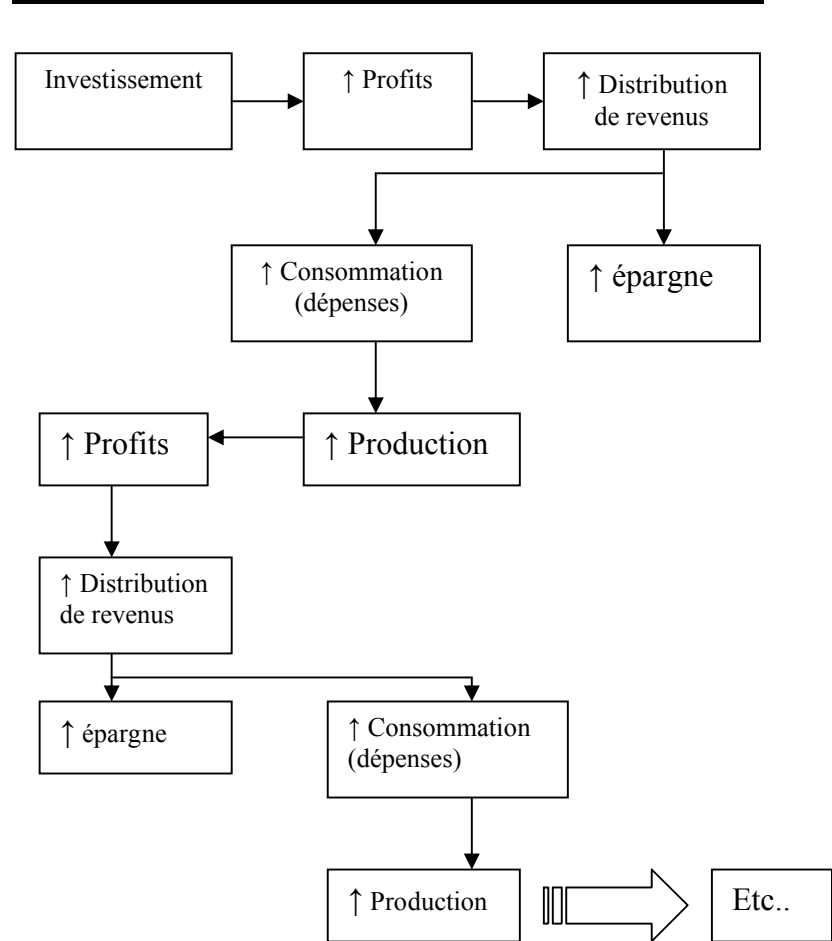 Investissement
↑ Profits
↑ Distribution
de revenus
↑ Consommation
(dépenses)
↑ épargne
↑ Profits
↑ Production
↑ Distribution
de revenus
↑ épargne
↑ Consommation
(dépenses)
↑ Production
Etc..